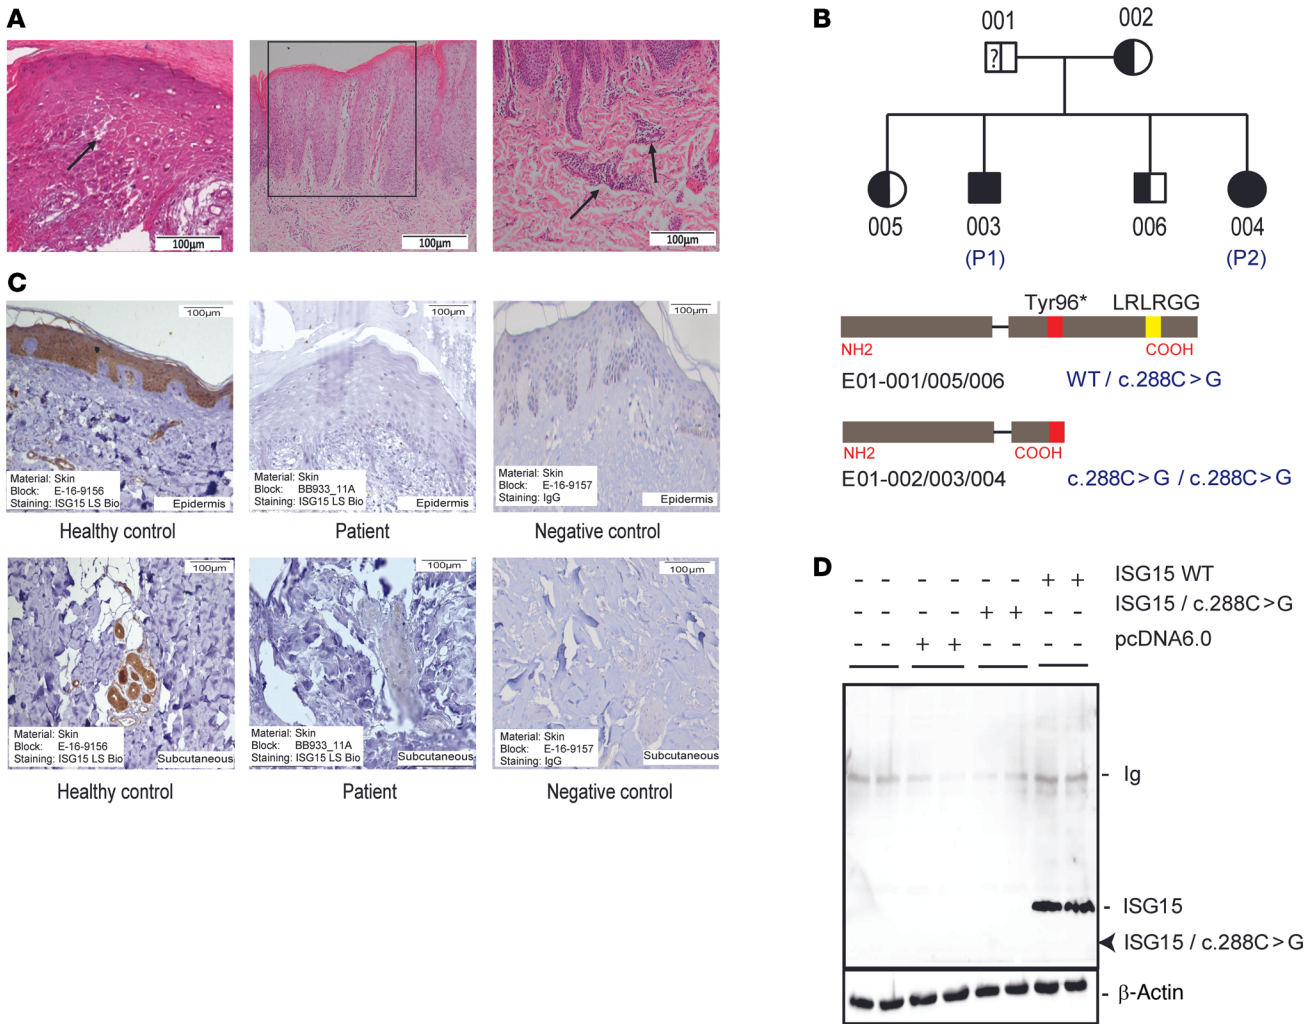 A
100µm
100µm
100µm
B
001
002
?
005
003
006
004
(P1)
(P2)
Tyr96*
LRLRGG
NH2
COOH
E01-001/005/006
WT / c.288C > G
NH2
COOH
E01-002/003/004
c.288C> G / c.288C> G
C
100µm
Material: Skin
Block: E-16-9156
Staining: ISG15 LS Bio
Epidermis
100µm
Material: Skin
Block: BB933_11A
Staining: ISG15 LS Bio
Epidermis
100µm
Material: Skin
Block: E-16-9157
Staining: IgG
Epidermis
Healthy control
Patient
Negative control
100µm
Material: Skin
Block: E-16-9156
Staining: ISG15 LS Bio
Subcutaneous
100µm
Material: Skin
Block: BB933_11A
Staining: ISG15 LS Bio
Subcutaneous
100µm
Material: Skin
Block: E-16-9157
Staining: IgG
Subcutaneous
Healthy control
Patient
Negative control
D
- - - - - - + + ISG15 WT
- - - - + + - - ISG15 / c.288C> G
- - + + - - - - pcDNA6.0
- Ig
- ISG15
ISG15 / c.288C> G
- β-Actin